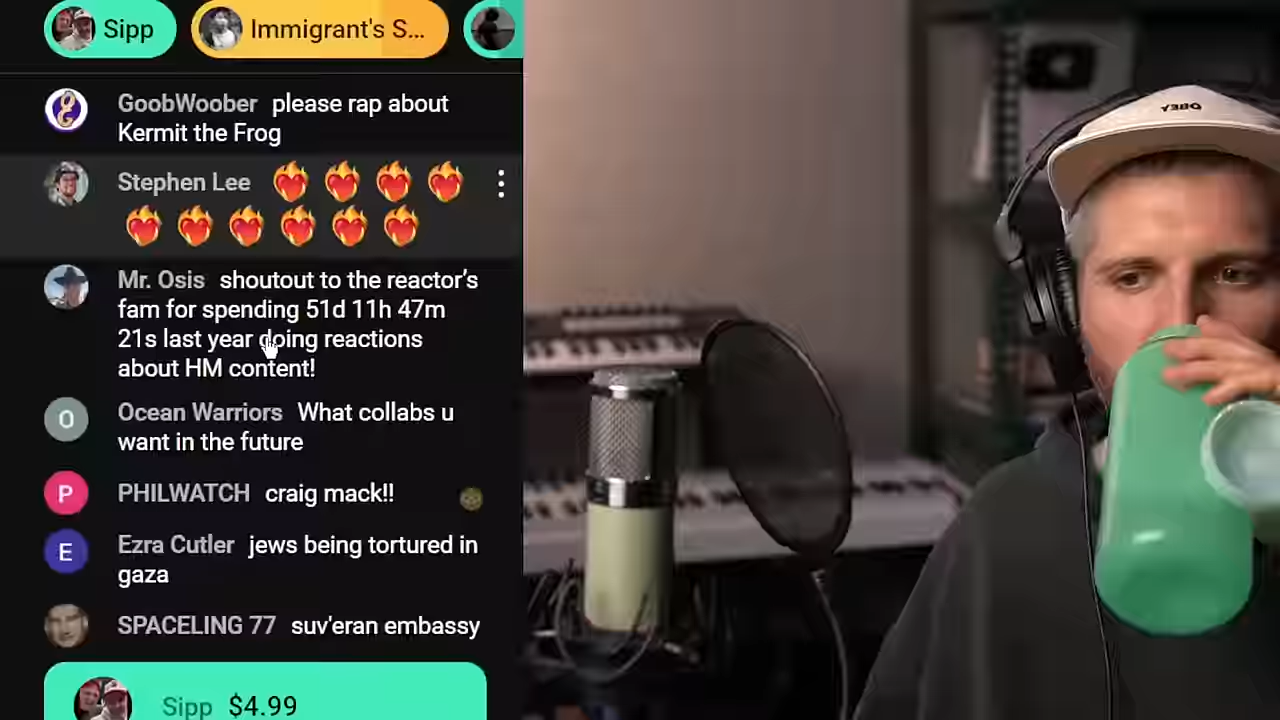 Sipp
Immigrant's S...
GoobWoober please rap about
Kermit the Frog
Stephen Lee
Mr. Osis shoutout to the reactor’s
fam for spending 51d 11h 47m
21s last year doing reactions
about HM content!
O
Ocean Warriors What collabs u
want in the future
P
PHILWATCH craig mack!!
E
Ezra Cutler jews being tortured in
gaza
SPACELING 77 suv'eran embassy
Sipp $4.99
OBEY